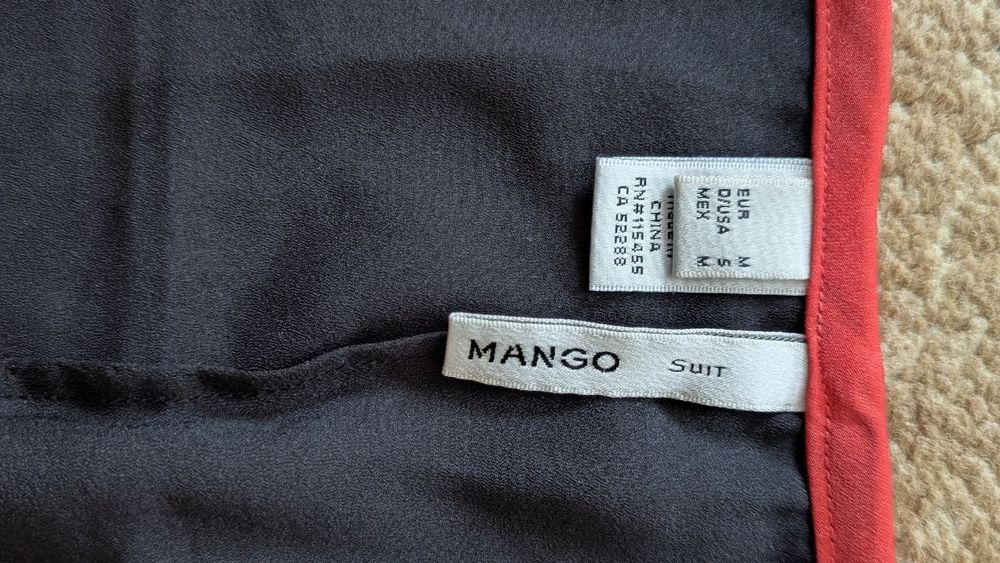 EUR M
D/USA S
MEX M
CHINA
RN#115455
CA 52288
MANGO SUIT